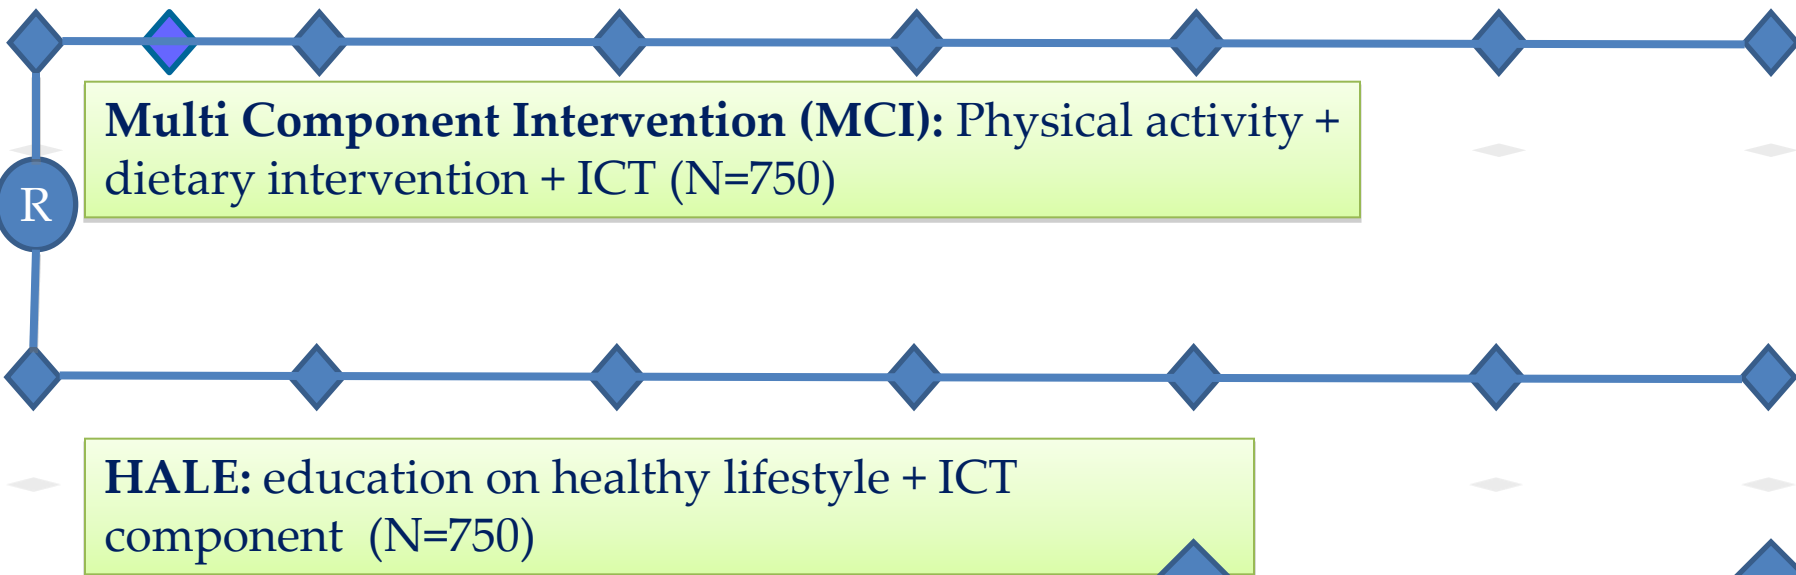 Multi Component Intervention (MCI): Physical activity +
dietary intervention + ICT (N=750)
R
HALE: education on healthy lifestyle + ICT
component (N=750)